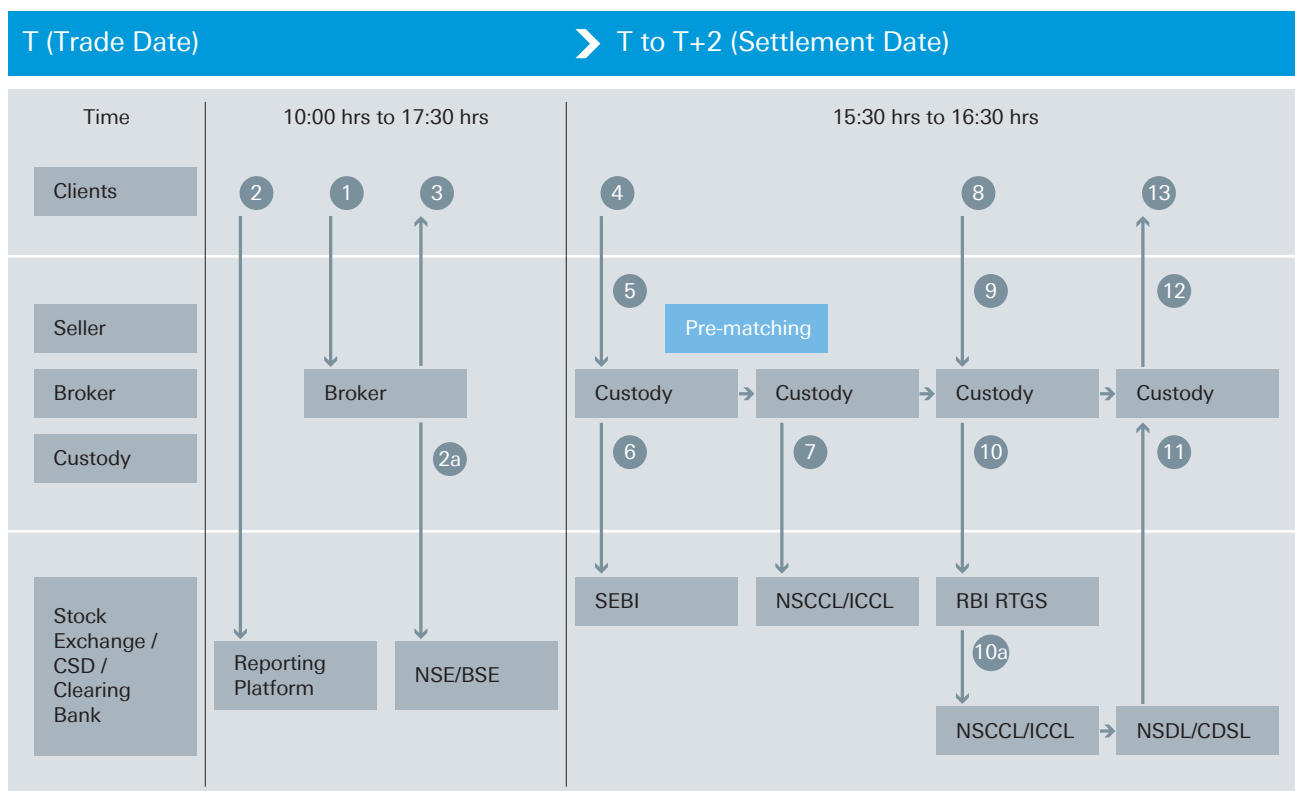 T (Trade Date)
T to T+2 (Settlement Date)
Time
10:00 hrs to 17:30 hrs
15:30 hrs to 16:30 hrs
Clients
2
1
3
4
8
13
5
9
12
Seller
Pre-matching
Broker
Broker
Custody
Custody
Custody
Custody
Custody
2a
6
7
10
11
Stock
Exchange /
CSD /
Clearing
Bank
Reporting
Platform
NSE/BSE
SEBI
NSCCL/ICCL
RBI RTGS
10a
NSCCL/ICCL
NSDL/CDSL